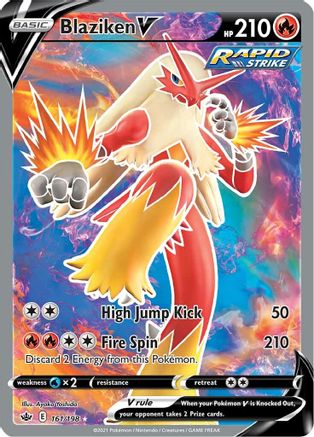 BASIC Blaziken V HP 210
RAPID STRIKE
High Jump Kick 50
Fire Spin 210
Discard 2 Energy from this Pokémon.
weakness ×2 resistance retreat
V rule When your Pokémon V is Knocked Out, your opponent takes 2 Prize cards.
Illus. Ayaka Yoshida
E 161/198
©2021 Pokémon / Nintendo / Creatures / GAME FREAK